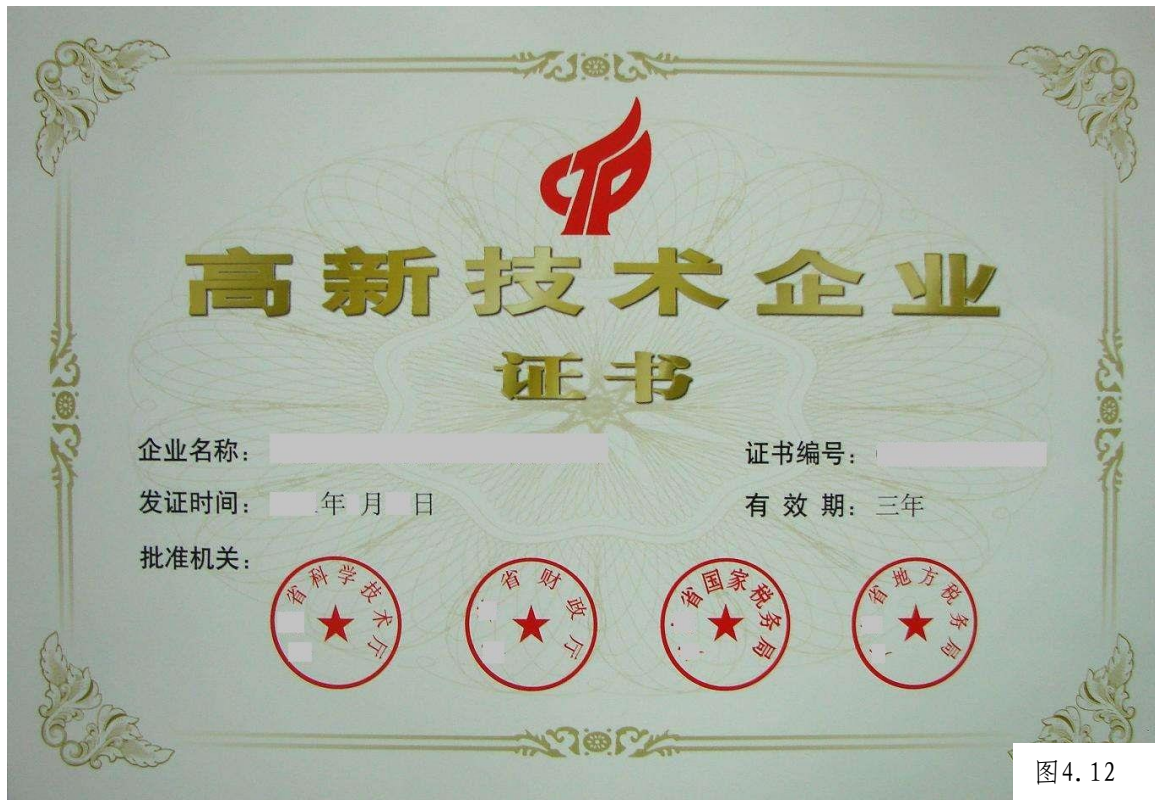 高新技术企业
证书
企业名称：
证书编号：
发证时间： 年 月 日
有效期：三年
批准机关：
省科学技术厅
省财政厅
省国家税务局
省地方税务局
图4.12